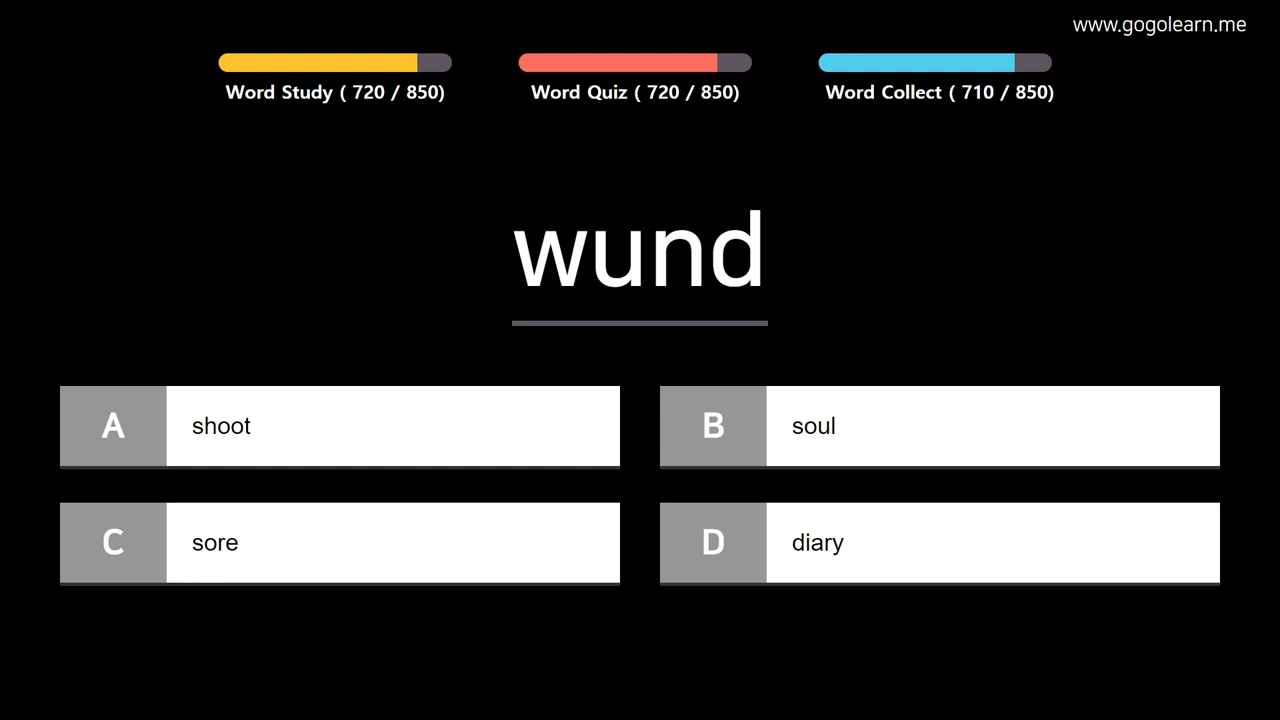 www.gogolearn.me
Word Study ( 720 / 850)
Word Quiz ( 720 / 850)
Word Collect ( 710 / 850)
wund
A shoot
B soul
C sore
D diary